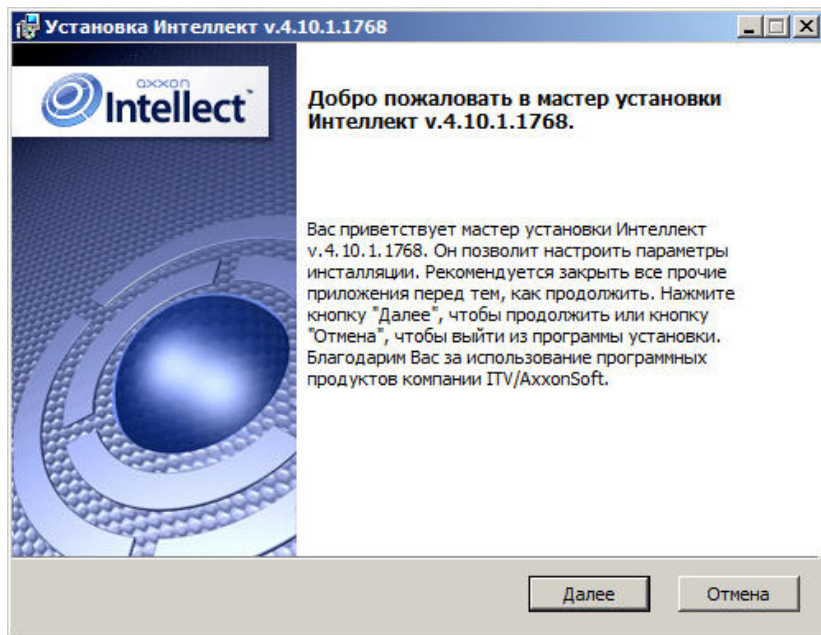 Установка Интеллект v.4.10.1.1768
axxon
Intellect
Добро пожаловать в мастер установки
Интеллект v.4.10.1.1768.
Вас приветствует мастер установки Интеллект
v.4.10.1.1768. Он позволит настроить параметры
инсталляции. Рекомендуется закрыть все прочие
приложения перед тем, как продолжить. Нажмите
кнопку "Далее", чтобы продолжить или кнопку
"Отмена", чтобы выйти из программы установки.
Благодарим Вас за использование программных
продуктов компании ITV/AxxonSoft.
Далее
Отмена